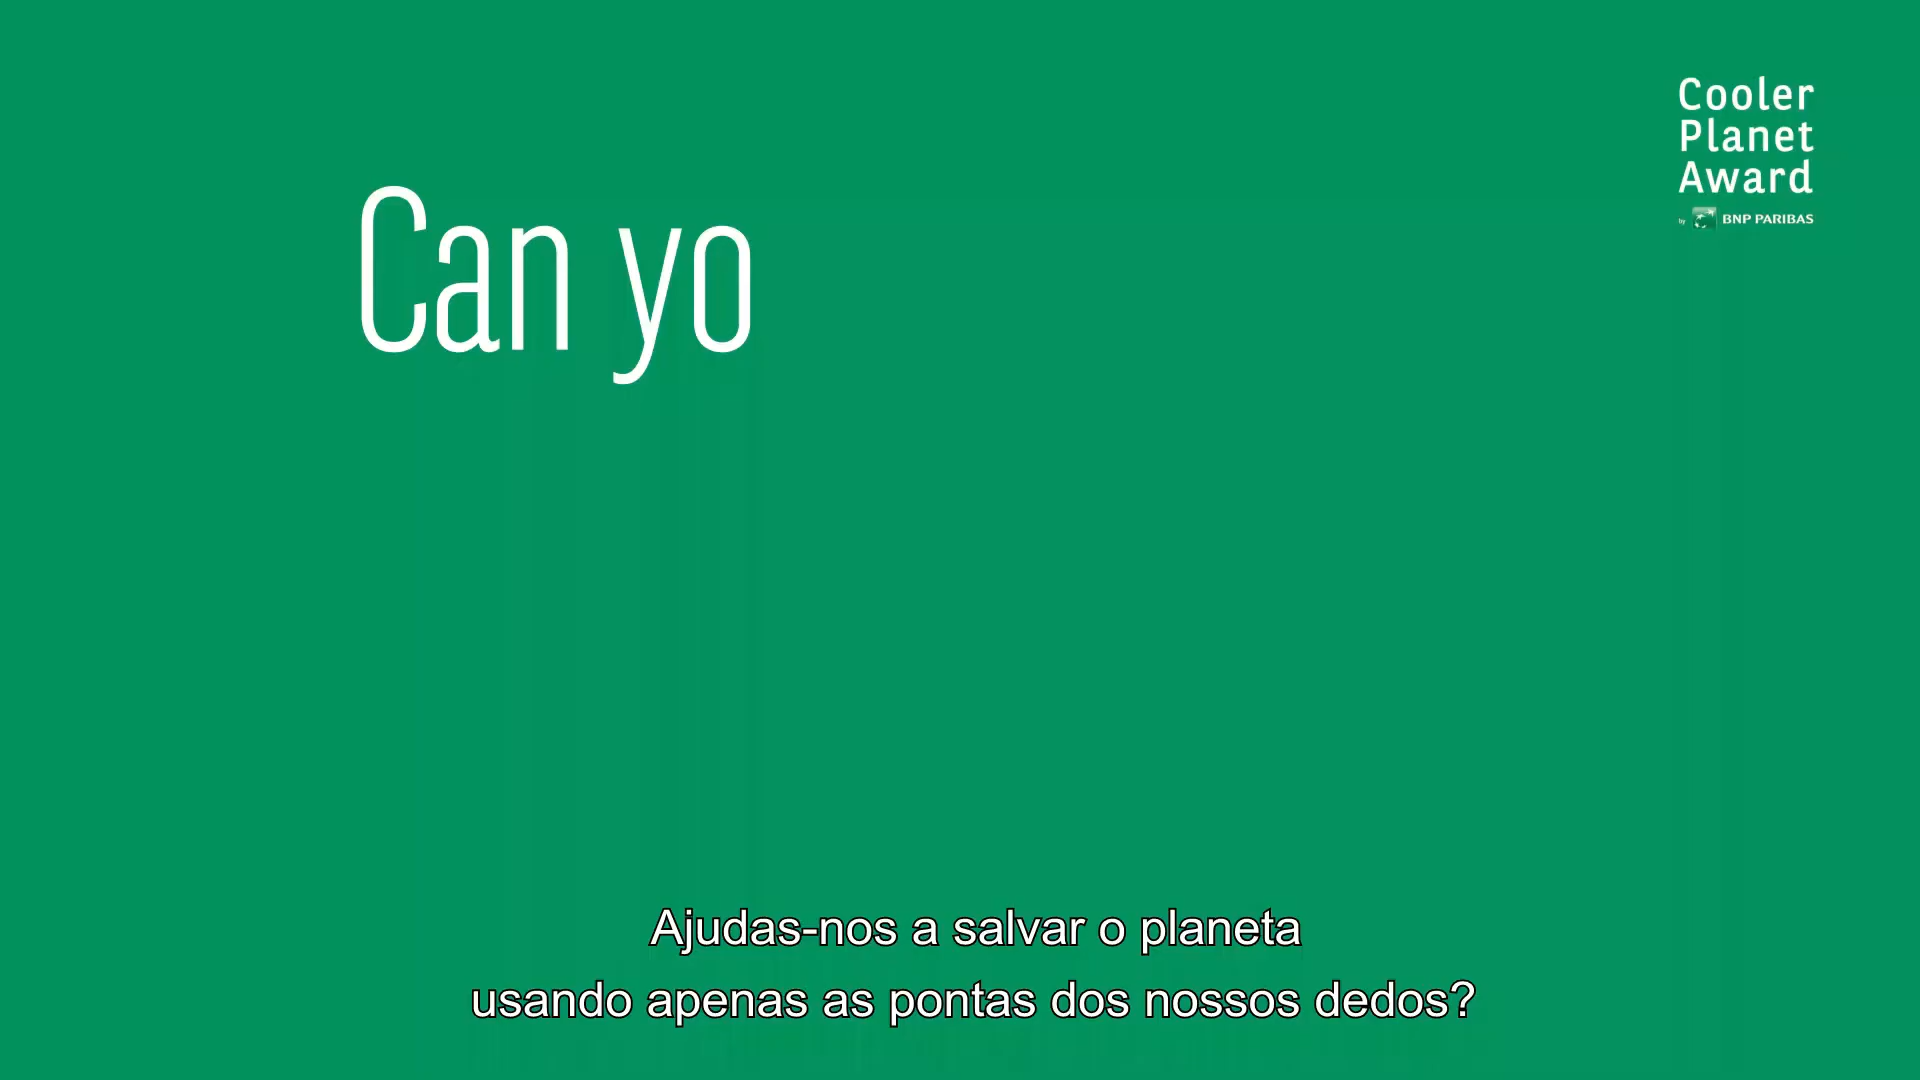 Cooler
Planet
Award
by BNP PARIBAS
Can yo
Ajudas-nos a salvar o planeta
usando apenas as pontas dos nossos dedos?